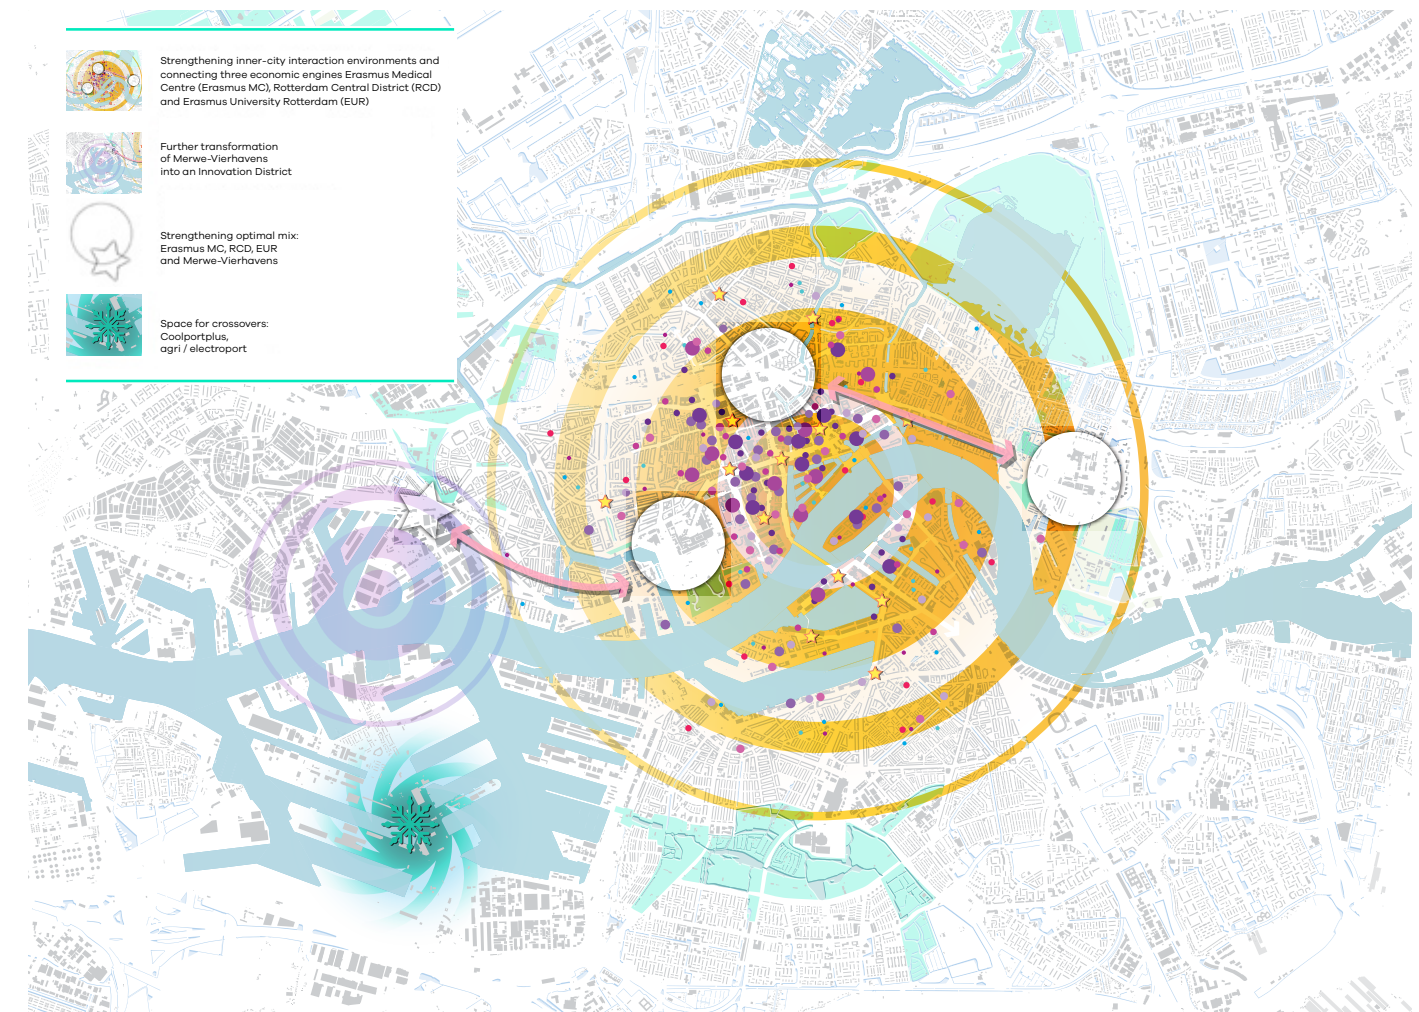 Strengthening inner-city interaction environments and
connecting three economic engines Erasmus Medical
Centre (Erasmus MC), Rotterdam Central District (RCD)
and Erasmus University Rotterdam (EUR)
Further transformation
of Merwe-Vierhavens
into an Innovation District
Strengthening optimal mix:
Erasmus MC, RCD, EUR
and Merwe-Vierhavens
Space for crossovers:
Coolportplus,
agri / electroport